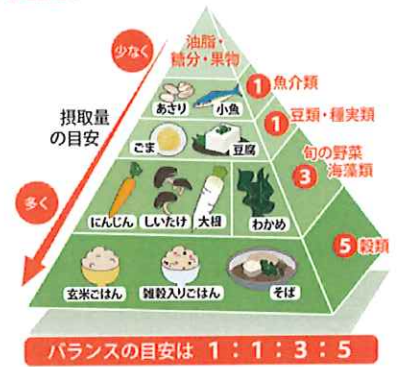 少なく
油脂・
糖分・果物
摂取量
の目安
多く
あさり
小魚
1 魚介類
ごま
豆腐
1 豆類・種実類
にんじん
しいたけ
大根
わかめ
3 旬の野菜
海藻類
玄米ごはん
雑穀入りごはん
そば
5 穀類
バランスの目安は 1:1:3:5